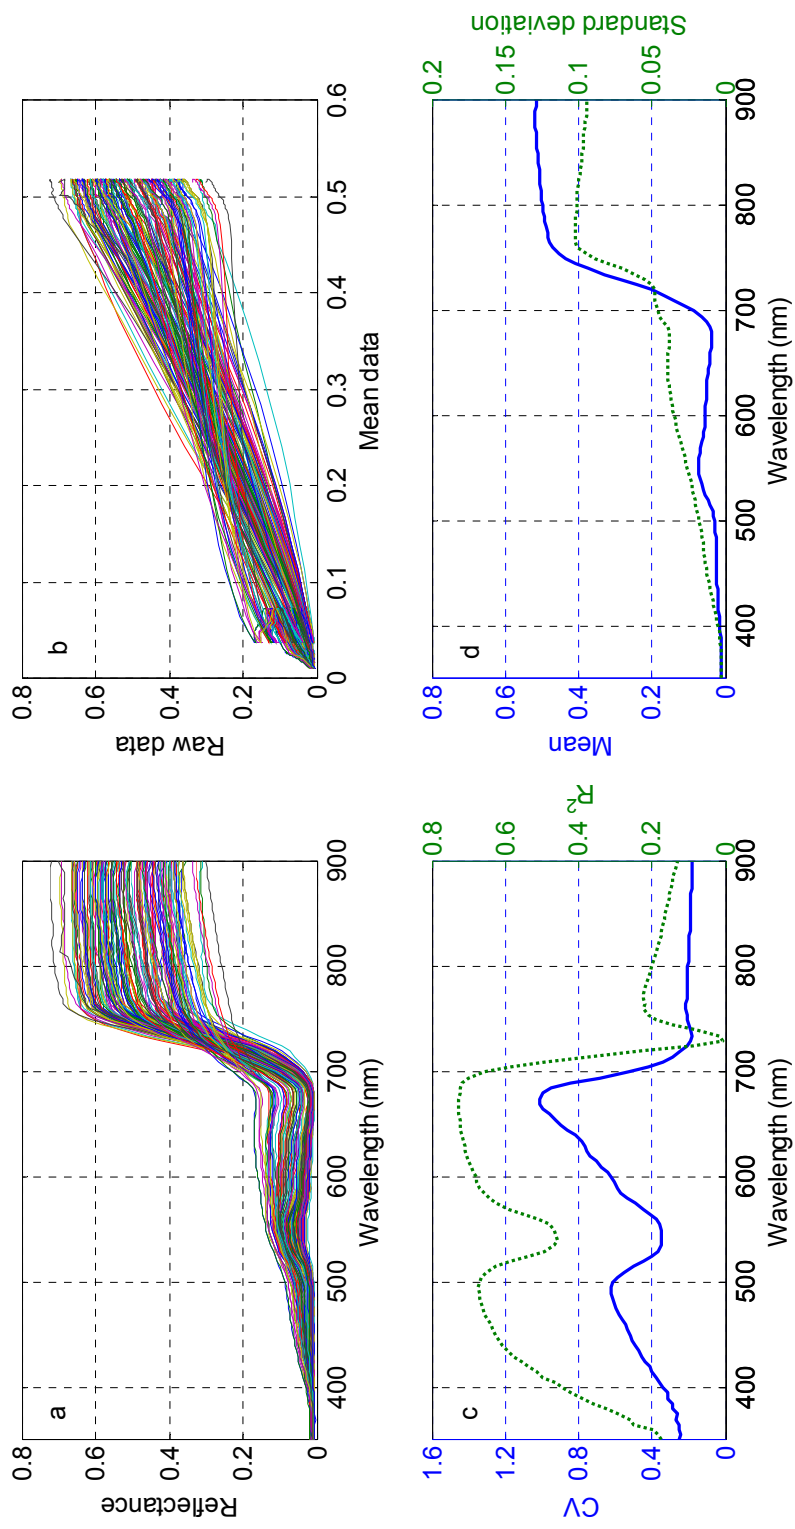 a
0.8
0.6
0.4
0.2
0
Reflectance
400 500 600 700 800 900
Wavelength (nm)
b
0.8
0.6
0.4
0.2
0
Raw data
0 0.1 0.2 0.3 0.4 0.5 0.6
Mean data
c
1.6
1.2
0.8
0.4
0
CV
0.8
0.6
0.4
0.2
0
R2
400 500 600 700 800 900
Wavelength (nm)
d
0.8
0.6
0.4
0.2
0
Mean
0.2
0.15
0.1
0.05
0
Standard deviation
400 500 600 700 800 900
Wavelength (nm)